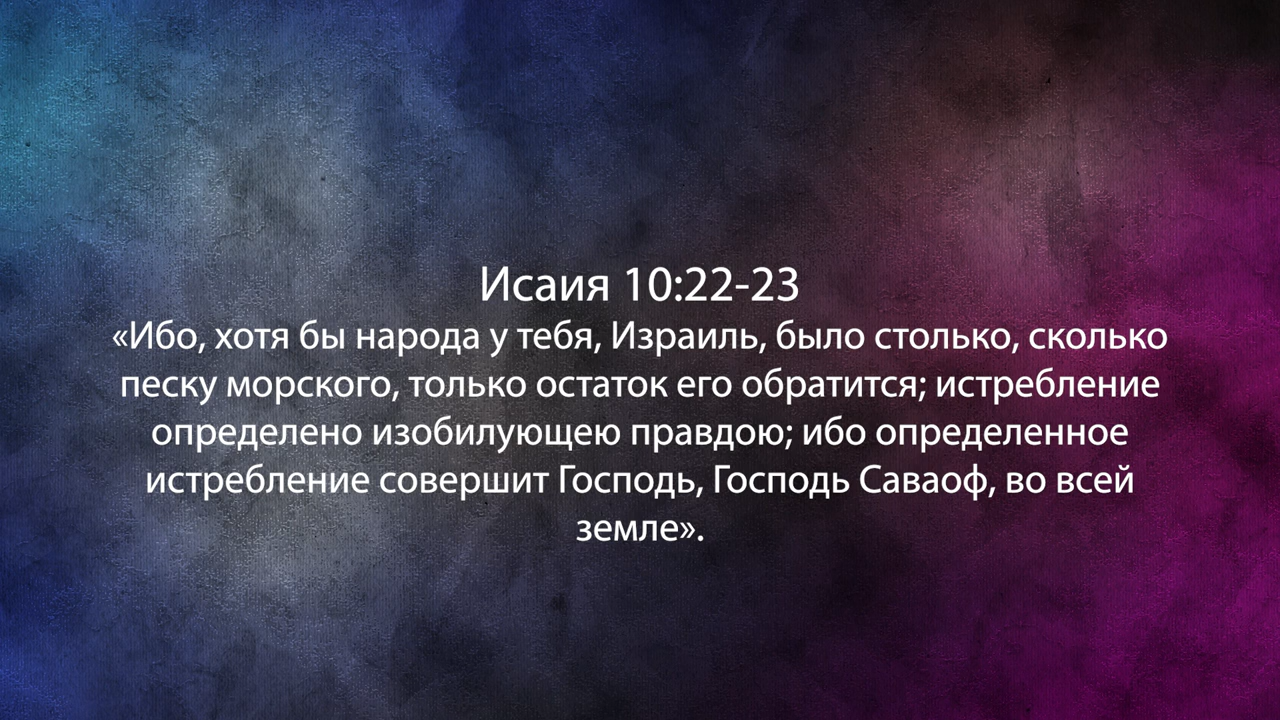 Исаия 10:22-23
«Ибо, хотя бы народа у тебя, Израиль, было столько, сколько
песку морского, только остаток его обратится; истребление
определено изобилующею правдою; ибо определенное
истребление совершит Господь, Господь Саваоф, во всей
земле».